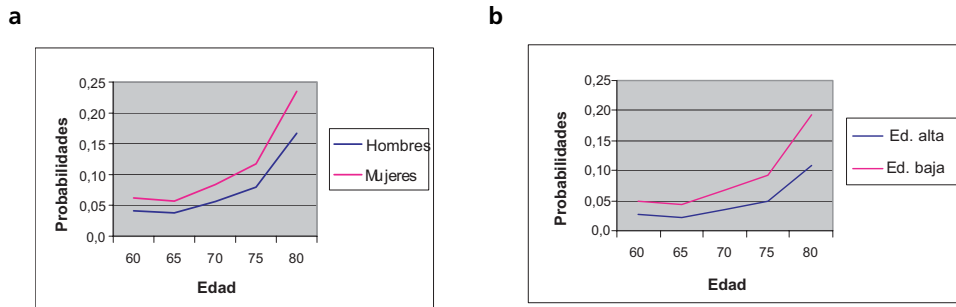 a
Probabilidades
0,25
0,20
0,15
0,10
0,05
0,0
60 65 70 75 80
Edad
Hombres
Mujeres
b
Probabilidades
0,25
0,20
0,15
0,10
0,05
0,0
60 65 70 75 80
Edad
Ed. alta
Ed. baja